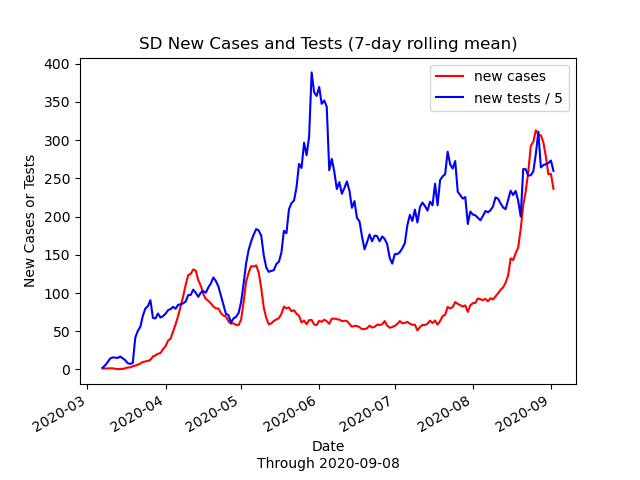 SD New Cases and Tests (7-day rolling mean)
new cases
new tests / 5
New Cases or Tests
400
350
300
250
200
150
100
50
0
2020-03
2020-04
2020-05
2020-06
2020-07
2020-08
2020-09
Date
Through 2020-09-08